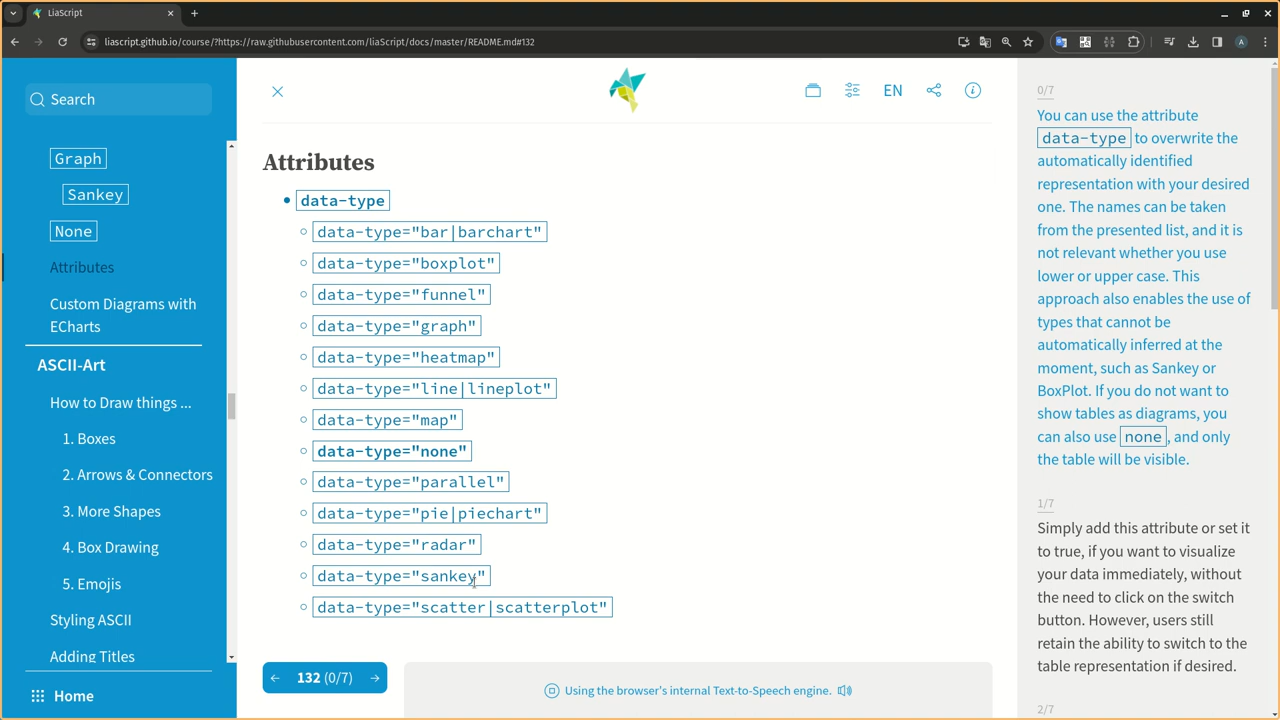 LiaScript
liascript.github.io/course/?https://raw.githubusercontent.com/liaScript/docs/master/README.md#132
A
Search
Graph
Sankey
None
Attributes
Custom Diagrams with
ECharts
ASCII-Art
How to Draw things ...
1. Boxes
2. Arrows & Connectors
3. More Shapes
4. Box Drawing
5. Emojis
Styling ASCII
Adding Titles
Home
EN
Attributes
data-type
data-type="bar|barchart"
data-type="boxplot"
data-type="funnel"
data-type="graph"
data-type="heatmap"
data-type="line|lineplot"
data-type="map"
data-type="none"
data-type="parallel"
data-type="pie|piechart"
data-type="radar"
data-type="sankey"
data-type="scatter|scatterplot"
132 (0/7)
Using the browser's internal Text-to-Speech engine.
0/7
You can use the attribute
data-type to overwrite the
automatically identified
representation with your desired
one. The names can be taken
from the presented list, and it is
not relevant whether you use
lower or upper case. This
approach also enables the use of
types that cannot be
automatically inferred at the
moment, such as Sankey or
BoxPlot. If you do not want to
show tables as diagrams, you
can also use none, and only
the table will be visible.
1/7
Simply add this attribute or set it
to true, if you want to visualize
your data immediately, without
the need to click on the switch
button. However, users still
retain the ability to switch to the
table representation if desired.
2/7